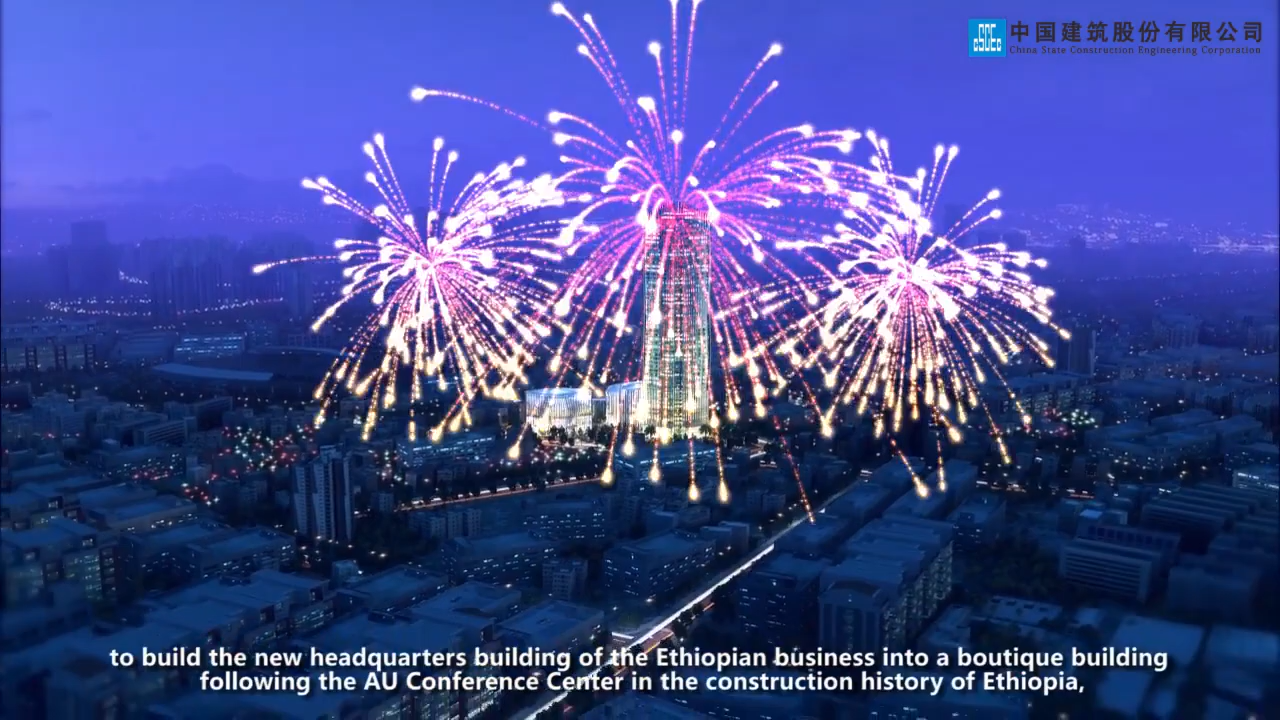 中国建筑股份有限公司
CSCEC
China State Construction Engineering Corporation
to build the new headquarters building of the Ethiopian business into a boutique building
following the AU Conference Center in the construction history of Ethiopia,